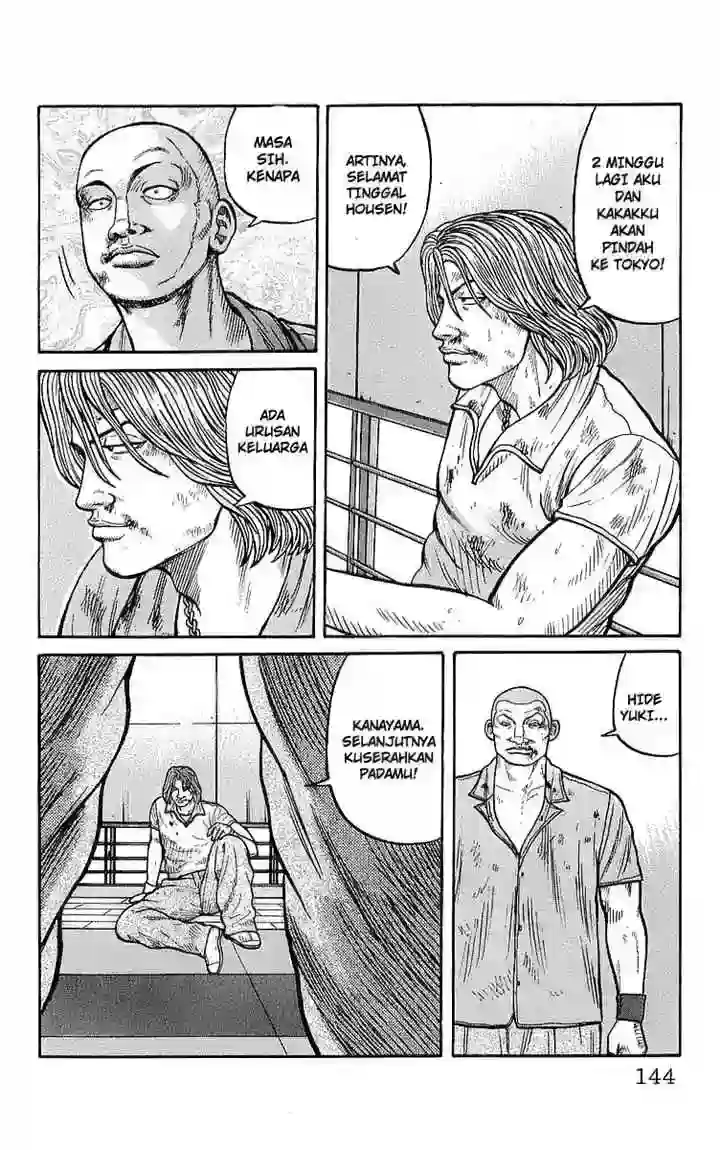 2 MINGGU
LAGI AKU
DAN
KAKAKKU
AKAN
PINDAH
KE TOKYO!
ARTINYA,
SELAMAT
TINGGAL
HOUSEN!
MASA
SIH.
KENAPA
ADA
URUSAN
KELUARGA
HIDE
YUKI...
KANAYAMA.
SELANJUTNYA
KUSERAHKAN
PADAMU!
144